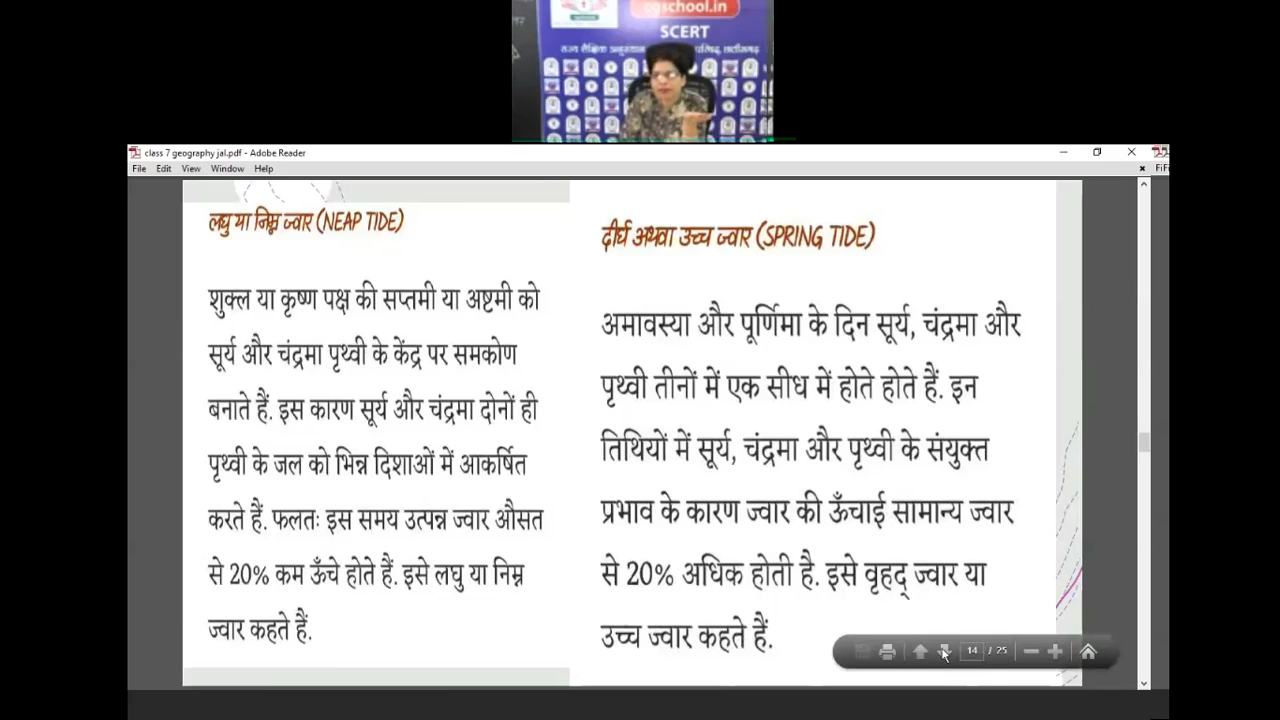 cgschool.in
SCERT
class 7 geography jal.pdf - Adobe Reader
File Edit View Window Help
लघु या निम्न ज्वार (NEAP TIDE)
शुक्ल या कृष्ण पक्ष की सप्तमी या अष्टमी को
सूर्य और चंद्रमा पृथ्वी के केंद्र पर समकोण
बनाते हैं. इस कारण सूर्य और चंद्रमा दोनों ही
पृथ्वी के जल को भिन्न दिशाओं में आकर्षित
करते हैं. फलतः इस समय उत्पन्न ज्वार औसत
से 20% कम ऊँचे होते हैं. इसे लघु या निम्न
ज्वार कहते हैं.
दीर्घ अथवा उच्च ज्वार (SPRING TIDE)
अमावस्या और पूर्णिमा के दिन सूर्य, चंद्रमा और
पृथ्वी तीनों में एक सीध में होते होते हैं. इन
तिथियों में सूर्य, चंद्रमा और पृथ्वी के संयुक्त
प्रभाव के कारण ज्वार की ऊँचाई सामान्य ज्वार
से 20% अधिक होती है. इसे वृहद् ज्वार या
उच्च ज्वार कहते हैं.
14 / 25